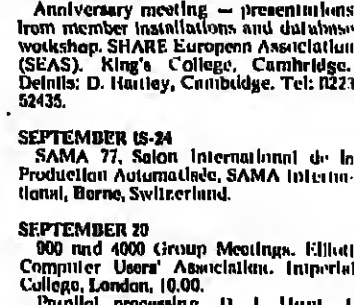 Anniversary meeting — presentations
from member installations and database
workshop. SHARE European Association
(SEAS). King's College, Cambridge.
Details: D. Hartley, Cambridge. Tel: 0223
52435.
SEPTEMBER 15-24
SAMA 77, Salon International de la
Production Automatisée, SAMA Interna-
tional, Berne, Switzerland.
SEPTEMBER 20
900 and 4000 Group Meetings. Elliott
Computer Users' Association. Imperial
College, London, 10.00.
Parallel processing. D. J. Hunt, I